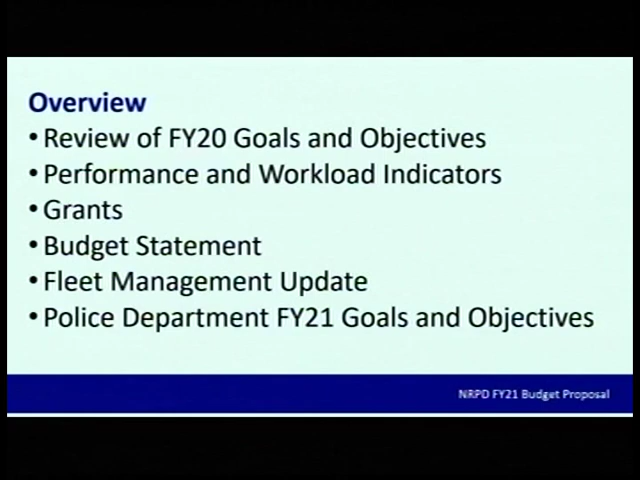 Overview
• Review of FY20 Goals and Objectives
• Performance and Workload Indicators
• Grants
• Budget Statement
• Fleet Management Update
• Police Department FY21 Goals and Objectives
NRPD FY21 Budget Proposal